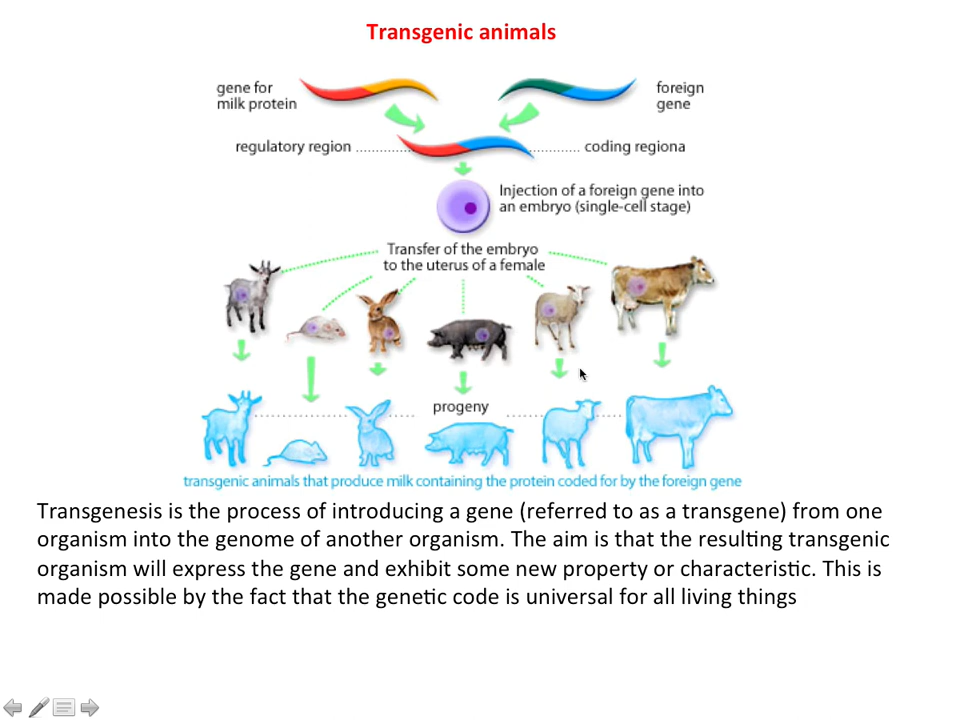 Transgenic animals
gene for
milk protein
foreign
gene
regulatory region ............
............ coding regiona
Injection of a foreign gene into
an embryo (single-cell stage)
Transfer of the embryo
to the uterus of a female
progeny
transgenic animals that produce milk containing the protein coded for by the foreign gene
Transgenesis is the process of introducing a gene (referred to as a transgene) from one
organism into the genome of another organism. The aim is that the resulting transgenic
organism will express the gene and exhibit some new property or characteristic. This is
made possible by the fact that the genetic code is universal for all living things